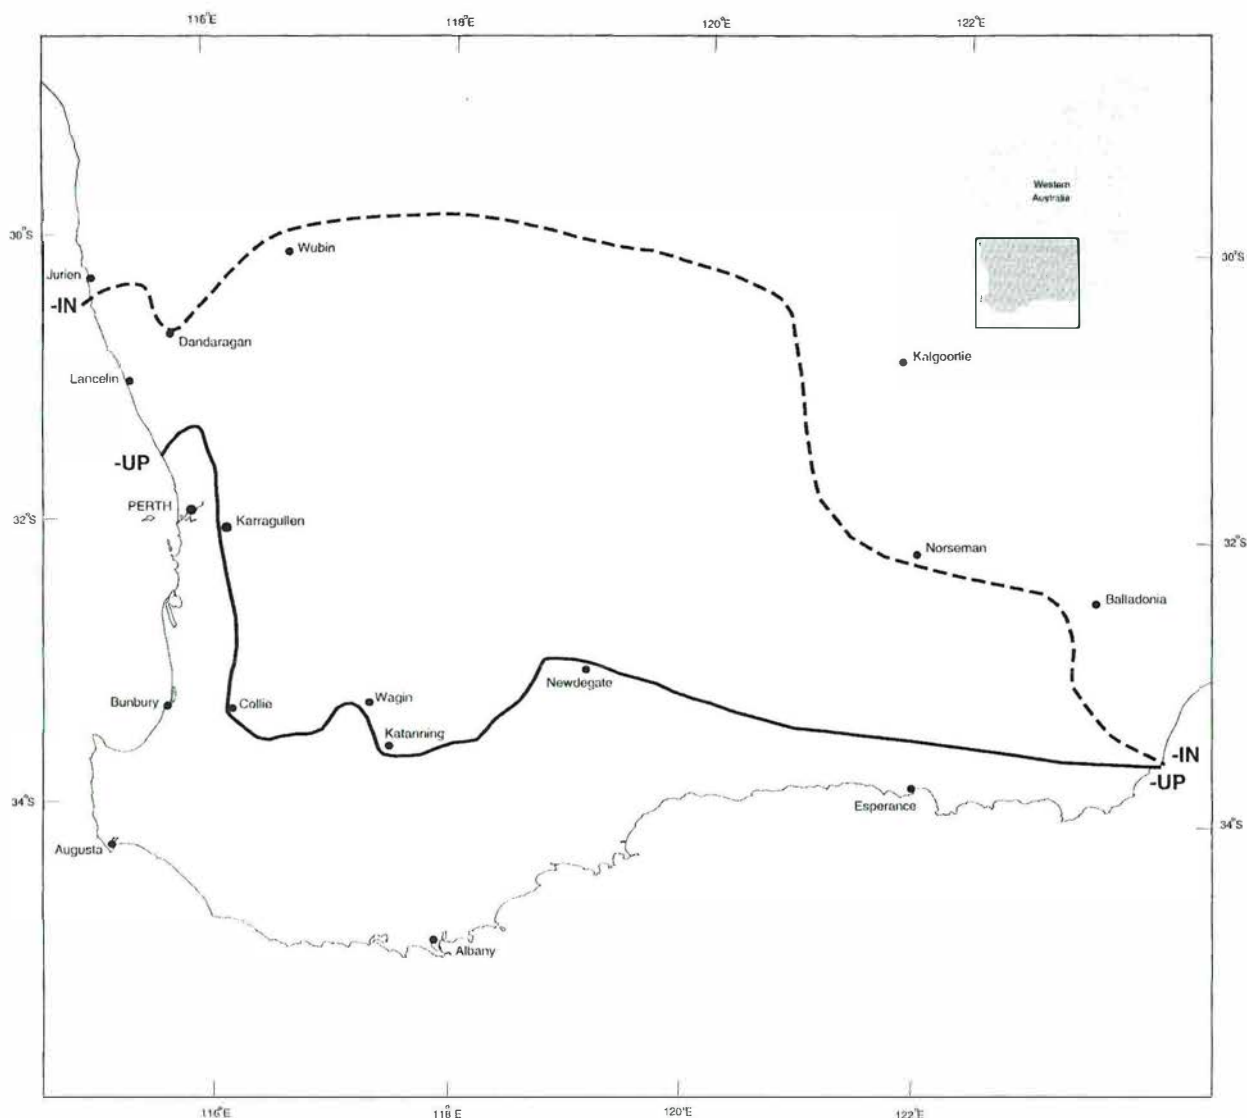 116°E 118°E 120°E 122°E
Western
Australia
30°S
Wubin
30°S
Jurien
-IN
Dandaragan
Kalgoorlie
Lancelin
-UP
PERTH
Karragullen
32°S
32°S
Norseman
Balladonia
Newdegate
Bunbury
Collie
Wagin
Katanning
-IN
-UP
34°S
Esperance
34°S
Augusta
Albany
116°E 118°E 120°E 122°E